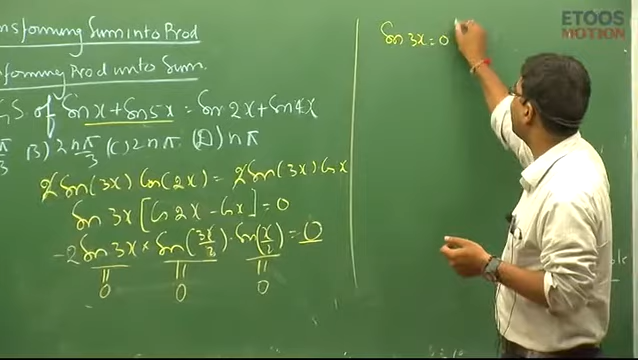 nsforming Sum into Prod
forming Prod into Sum.
G.S. of Sin x + Sin 5x = Sin 2x + Sin 4x
π/3 B) 2nπ/3 (C) 2nπ (D) nπ
2 Sin (3x) Cos (2x) = 2 Sin (3x) Cos x
Sin 3x [Cos 2x - Cos x] = 0
-2 Sin 3x × Sin (3x/2) · Sin (x/2) = 0
0 0 0
Sin 3x = 0
ETOOS
MOTION